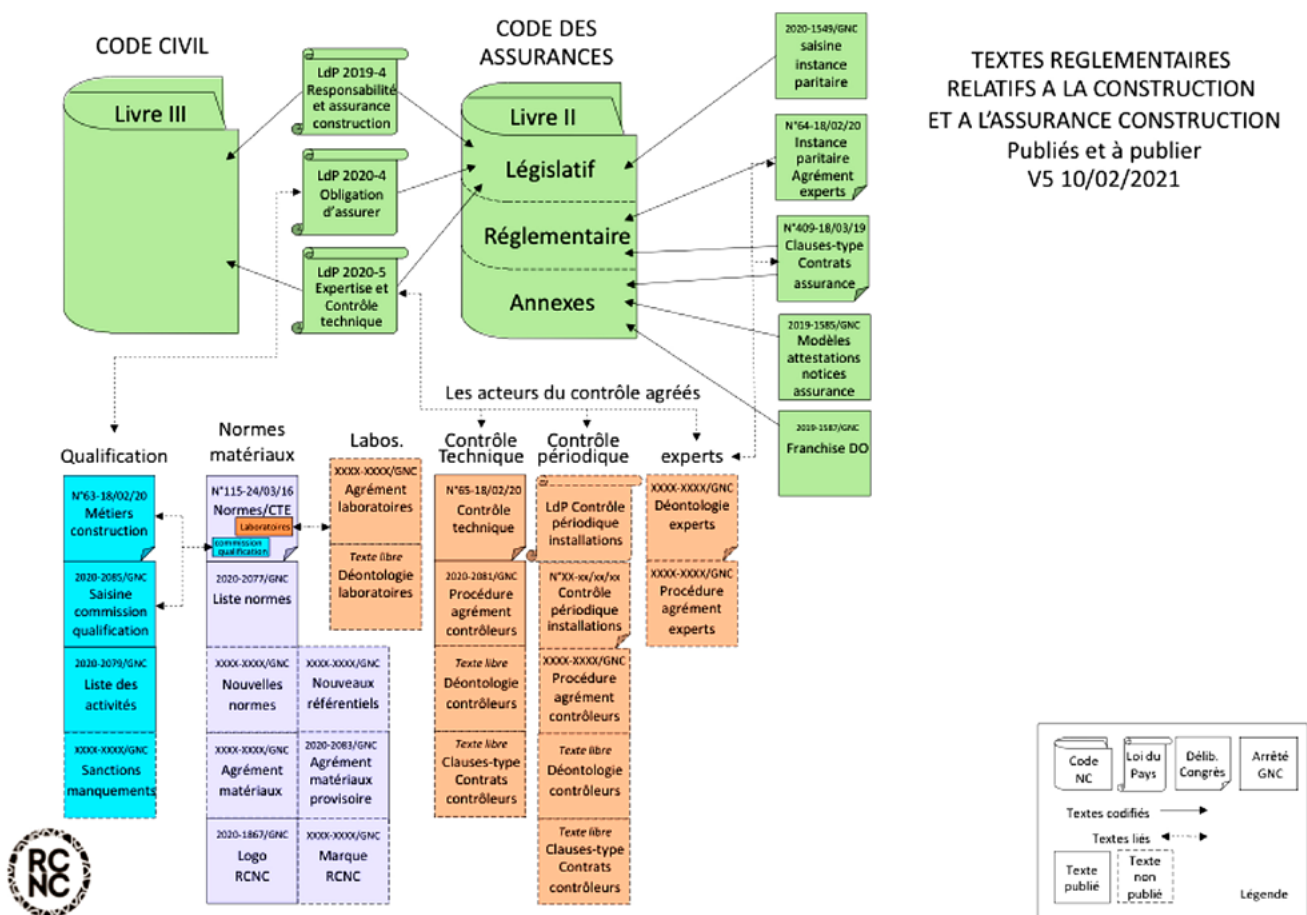 CODE CIVIL
Livre III
LdP 2019-4
Responsabilité
et assurance
construction
LdP 2020-4
Obligation
d'assurer
LdP 2020-5
Expertise et
Contrôle
technique
CODE DES
ASSURANCES
Livre II
Législatif
Réglementaire
Annexes
2020-1549/GNC
saisine
instance
paritaire
N°64-18/02/20
Instance
paritaire
Agrément
experts
N°409-18/03/19
Clauses-type
Contrats
assurance
2019-1585/GNC
Modèles
attestations
notices
assurance
2019-1587/GNC
Franchise DO
TEXTES REGLEMENTAIRES
RELATIFS A LA CONSTRUCTION
ET A L'ASSURANCE CONSTRUCTION
Publiés et à publier
V5 10/02/2021
Les acteurs du contrôle agréés
Qualification
N°63-18/02/20
Métiers
construction
2020-2085/GNC
Saisine
commission
qualification
2020-2079/GNC
Liste des
activités
XXXX-XXXX/GNC
Sanctions
manquements
Normes
matériaux
N°115-24/03/16
Normes/CTE
Laboratoires
commission
qualification
2020-2077/GNC
Liste normes
XXXX-XXXX/GNC
Nouvelles
normes
XXXX-XXXX/GNC
Nouveaux
référentiels
XXXX-XXXX/GNC
Agrément
matériaux
2020-2083/GNC
Agrément
matériaux
provisoire
2020-1867/GNC
Logo
RCNC
XXXX-XXXX/GNC
Marque
RCNC
Labos.
XXXX-XXXX/GNC
Agrément
laboratoires
Texte libre
Déontologie
laboratoires
Contrôle
Technique
N°65-18/02/20
Contrôle
technique
2020-2081/GNC
Procédure
agrément
contrôleurs
Texte libre
Déontologie
contrôleurs
Texte libre
Clauses-type
Contrats
contrôleurs
Contrôle
périodique
LdP Contrôle
périodique
installations
N°XX-xx/xx/xx
Contrôle
périodique
installations
XXXX-XXXX/GNC
Procédure
agrément
contrôleurs
Texte libre
Déontologie
contrôleurs
Texte libre
Clauses-type
Contrats
contrôleurs
experts
XXXX-XXXX/GNC
Déontologie
experts
XXXX-XXXX/GNC
Procédure
agrément
experts
Code
NC
Loi du
Pays
Délib.
Congrès
Arrêté
GNC
Textes codifiés
Textes liés
Texte
publié
Texte
non
publié
Légende
RC
NC